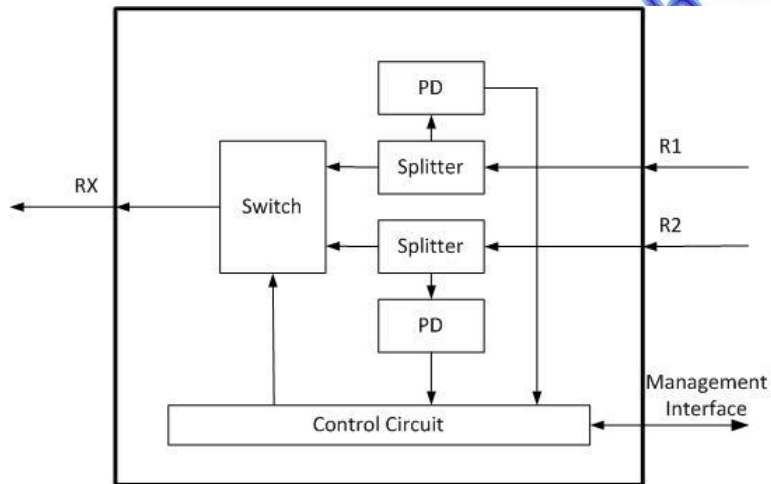 PD
Splitter
R1
RX
Switch
R2
Splitter
PD
Management
Interface
Control Circuit